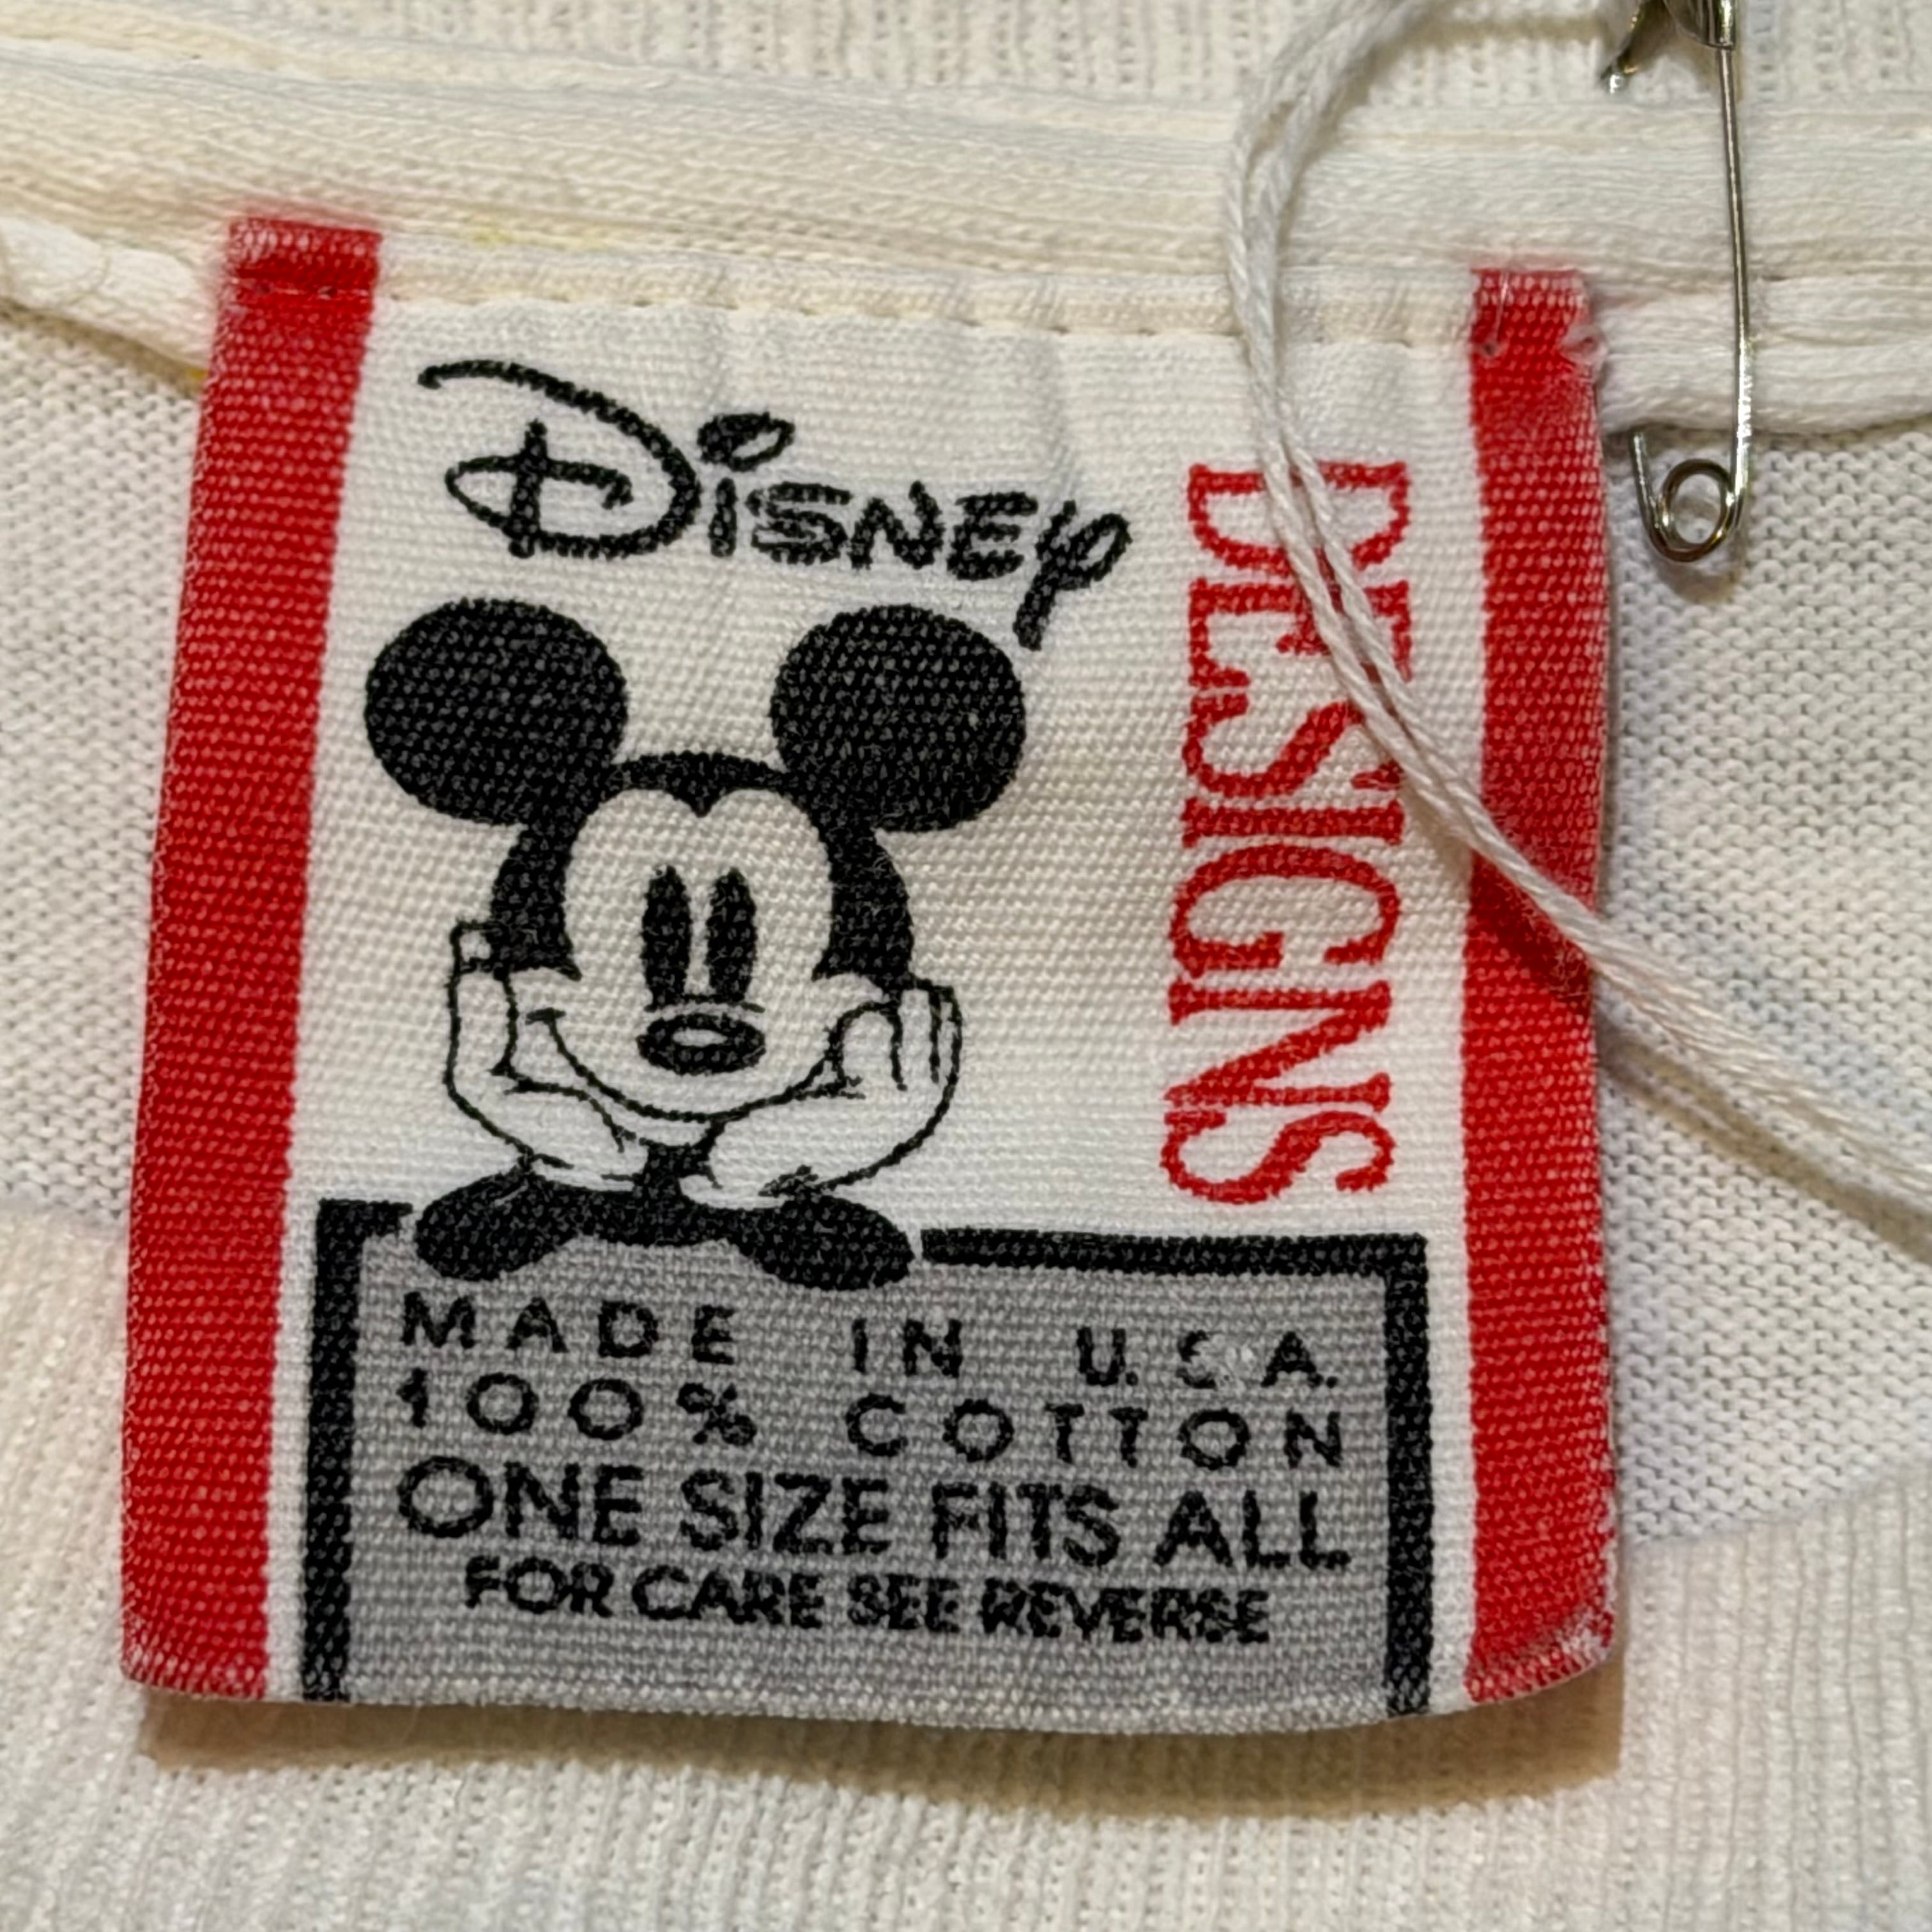 Disney
DESIGNS
MADE IN U.S.A.
100% COTTON
ONE SIZE FITS ALL
FOR CARE SEE REVERSE